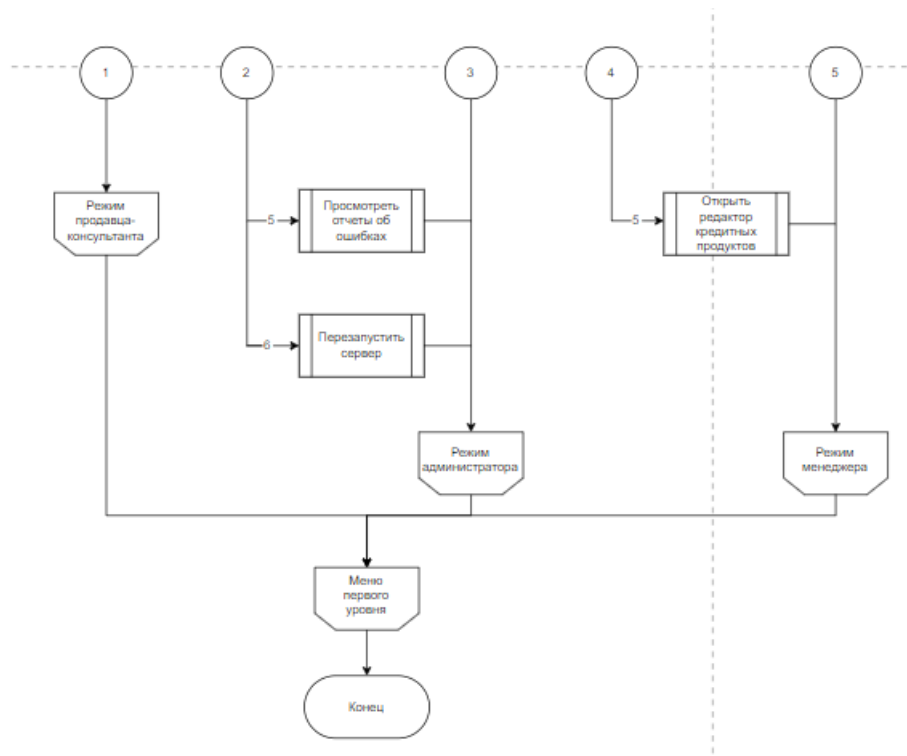 1
2
3
4
5
Режим
продавца-
консультанта
5
Просмотреть
отчеты об
ошибках
5
Открыть
редактор
кредитных
продуктов
6
Перезапустить
сервер
Режим
администратора
Режим
менеджера
Меню
первого
уровня
Конец